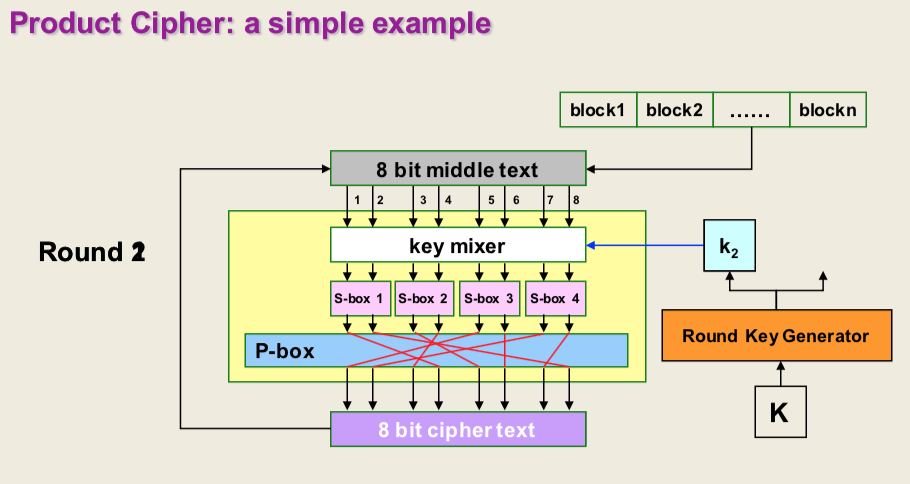 Product Cipher: a simple example
block1 block2 ...... blockn
8 bit middle text
1 2 3 4 5 6 7 8
Round 2
key mixer
k2
S-box 1 S-box 2 S-box 3 S-box 4
P-box
Round Key Generator
K
8 bit cipher text